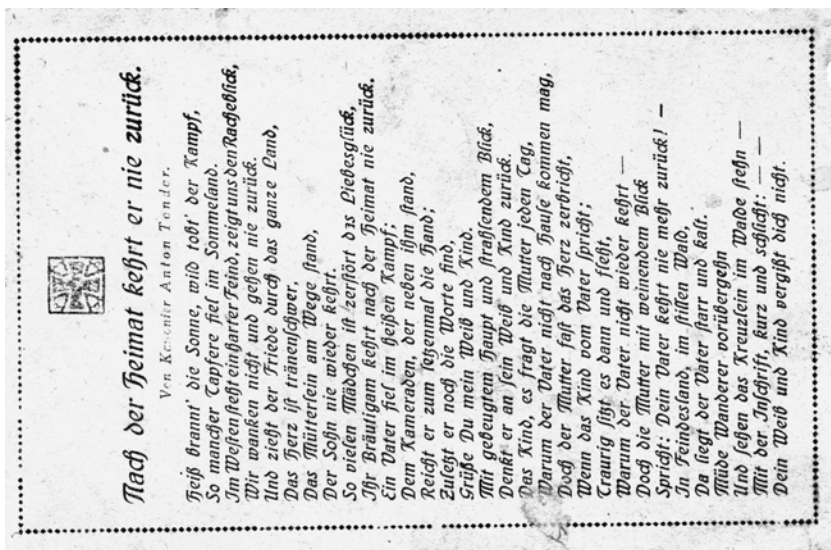 Nach der Heimat kehrt er nie zurück.
Von Kanonier Anton Tender.
Heiß brannt' die Sonne, wild tobt' der Kampf,
So mancher Tapfere fiel im Sommeland.
Im Westen steht ein harter Feind, zeigt uns den Racheblick,
Wir wanken nicht und gehen nie zurück.
Und zieht der Friede durch das ganze Land,
Das Herz ist tränenschwer,
Das Mütterlein am Wege stand,
Der Sohn nie wieder kehrt.
So vielen Mädchen ist zerstört das Liebesglück,
Ihr Bräutigam kehrt nach der Heimat nie zurück.
Ein Vater fiel im heißen Kampf;
Dem Kameraden, der neben ihm stand,
Reicht er zum letzenmal die Hand;
Zuletzt er noch die Worte find,
Grüße Du mein Weib und Kind.
Mit gebeugtem Haupt und strahlendem Blick,
Denkt er an sein Weib und Kind zurück.
Das Kind, es frägt die Mutter jeden Tag,
Warum der Vater nicht nach Hause kommen mag,
Doch der Mutter fast das Herz zerbricht,
Wenn das Kind vom Vater spricht;
Traurig sitzt es dann und fleht,
Warum der Vater nicht wieder kehrt —
Doch die Mutter mit weinendem Blick
Spricht: Dein Vater kehrt nie mehr zurück! —
In Feindesland, im stillen Wald,
Da liegt der Vater starr und kalt.
Müde Wanderer vorübergehn
Und sehen das Kreuzlein im Walde stehn —
Mit der Inschrift, kurz und schlicht: — —
Dein Weib und Kind vergißt dich nicht.